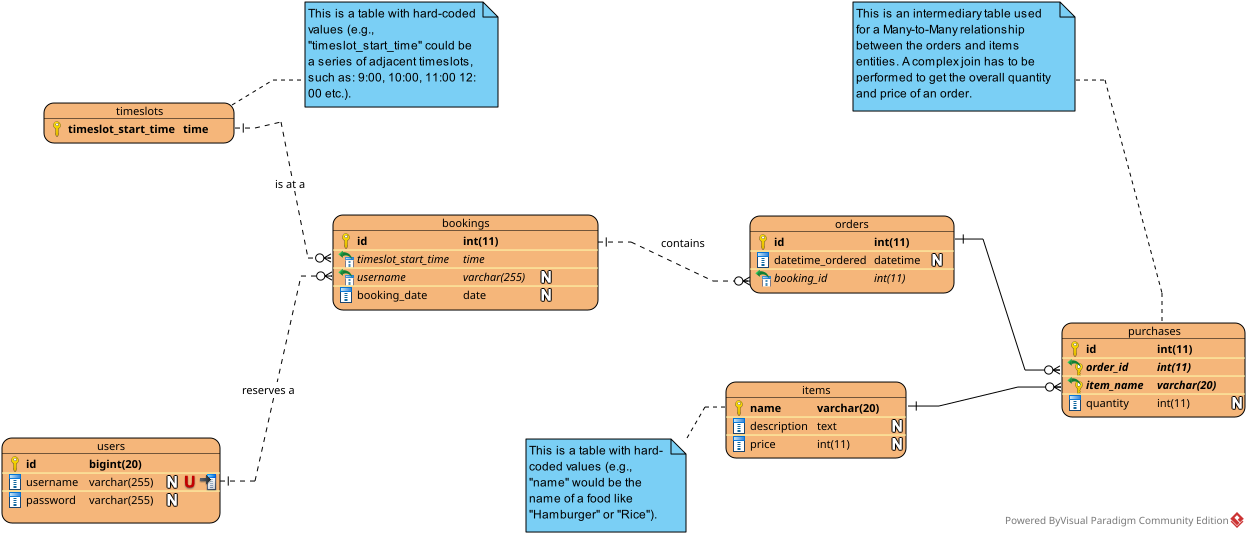 This is a table with hard-coded
values (e.g.,
"timeslot_start_time" could be
a series of adjacent timeslots,
such as: 9:00, 10:00, 11:00 12:
00 etc.).
This is an intermediary table used
for a Many-to-Many relationship
between the orders and items
entities. A complex join has to be
performed to get the overall quantity
and price of an order.
timeslots
timeslot_start_time time
is at a
bookings
id int(11)
timeslot_start_time time
username varchar(255) N
booking_date date N
contains
orders
id int(11)
datetime_ordered datetime N
booking_id int(11)
purchases
id int(11)
order_id int(11)
item_name varchar(20)
quantity int(11) N
reserves a
items
name varchar(20)
description text N
price int(11) N
users
id bigint(20)
username varchar(255) N U
password varchar(255) N
This is a table with hard-
coded values (e.g.,
"name" would be the
name of a food like
"Hamburger" or "Rice").
Powered ByVisual Paradigm Community Edition